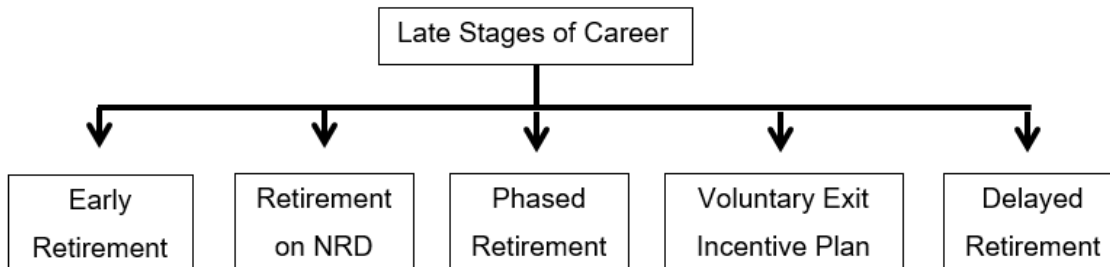 Late Stages of Career
Early
Retirement
Retirement
on NRD
Phased
Retirement
Voluntary Exit
Incentive Plan
Delayed
Retirement